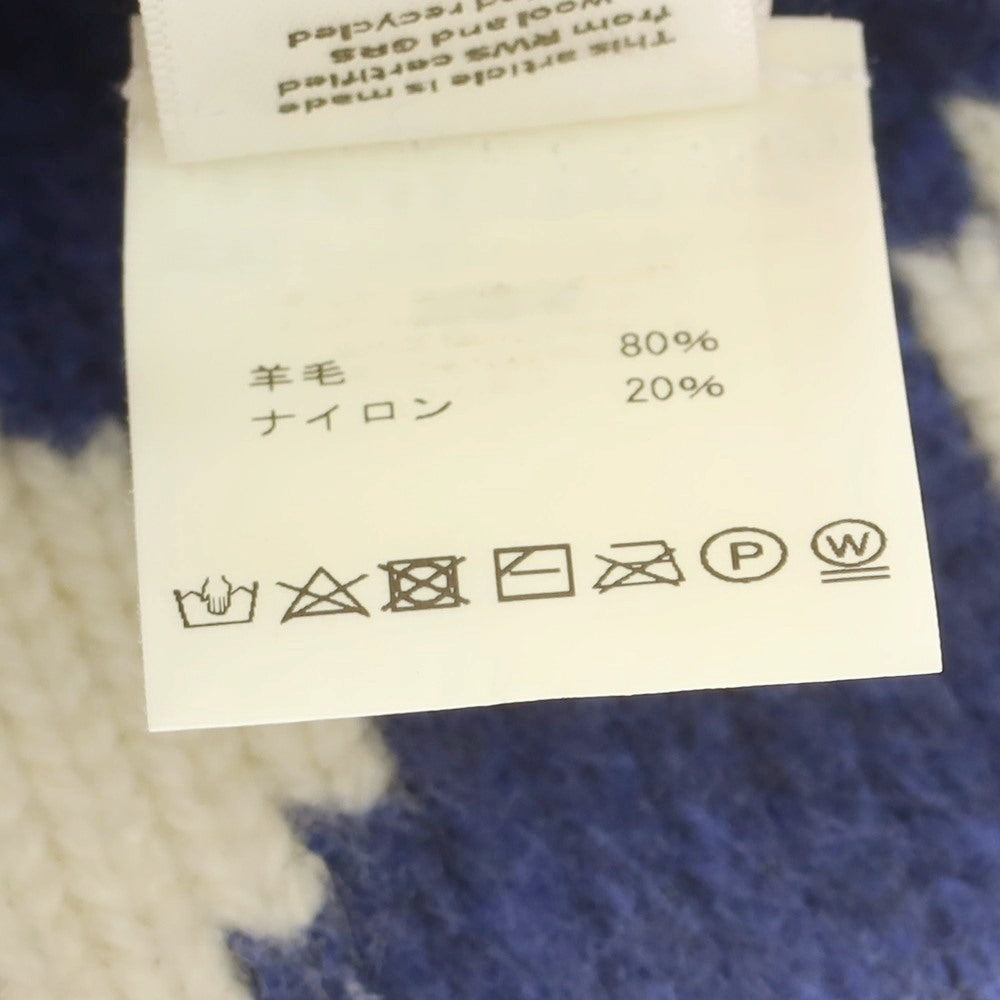 This article is made
from RWS certified
wool and GRS
recycled
羊毛 80%
ナイロン 20%
P W